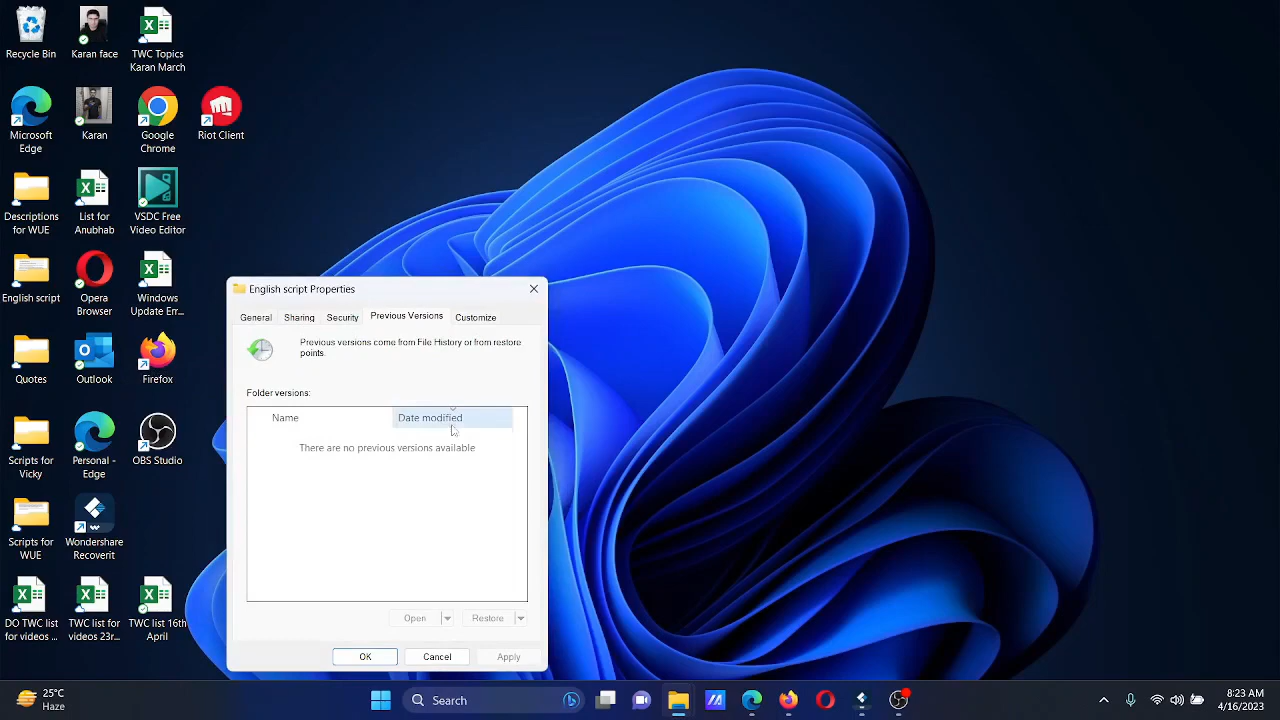 Recycle Bin
Karan face
TWC Topics
Karan March
Microsoft
Edge
Karan
Google
Chrome
Riot Client
Descriptions
for WUE
List for
Anubhab
VSDC Free
Video Editor
English script
Opera
Browser
Windows
Update Err...
Quotes
Outlook
Firefox
Scripts for
Vicky
Personal -
Edge
OBS Studio
Scripts for
WUE
Wondershare
Recoverit
DO TWC list
for videos ...
TWC list for
videos 23r...
TWC list 16th
April
English script Properties
General
Sharing
Security
Previous Versions
Customize
Previous versions come from File History or from restore
points.
Folder versions:
Name
Date modified
There are no previous versions available
Open
Restore
OK
Cancel
Apply
25°C
Haze
Search
8:23 AM
4/16/2023